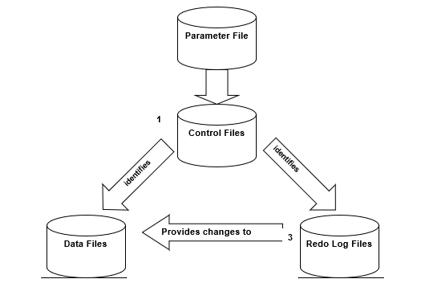 Parameter File
1
Control Files
identifies
identifies
Data Files
Provides changes to
3
Redo Log Files